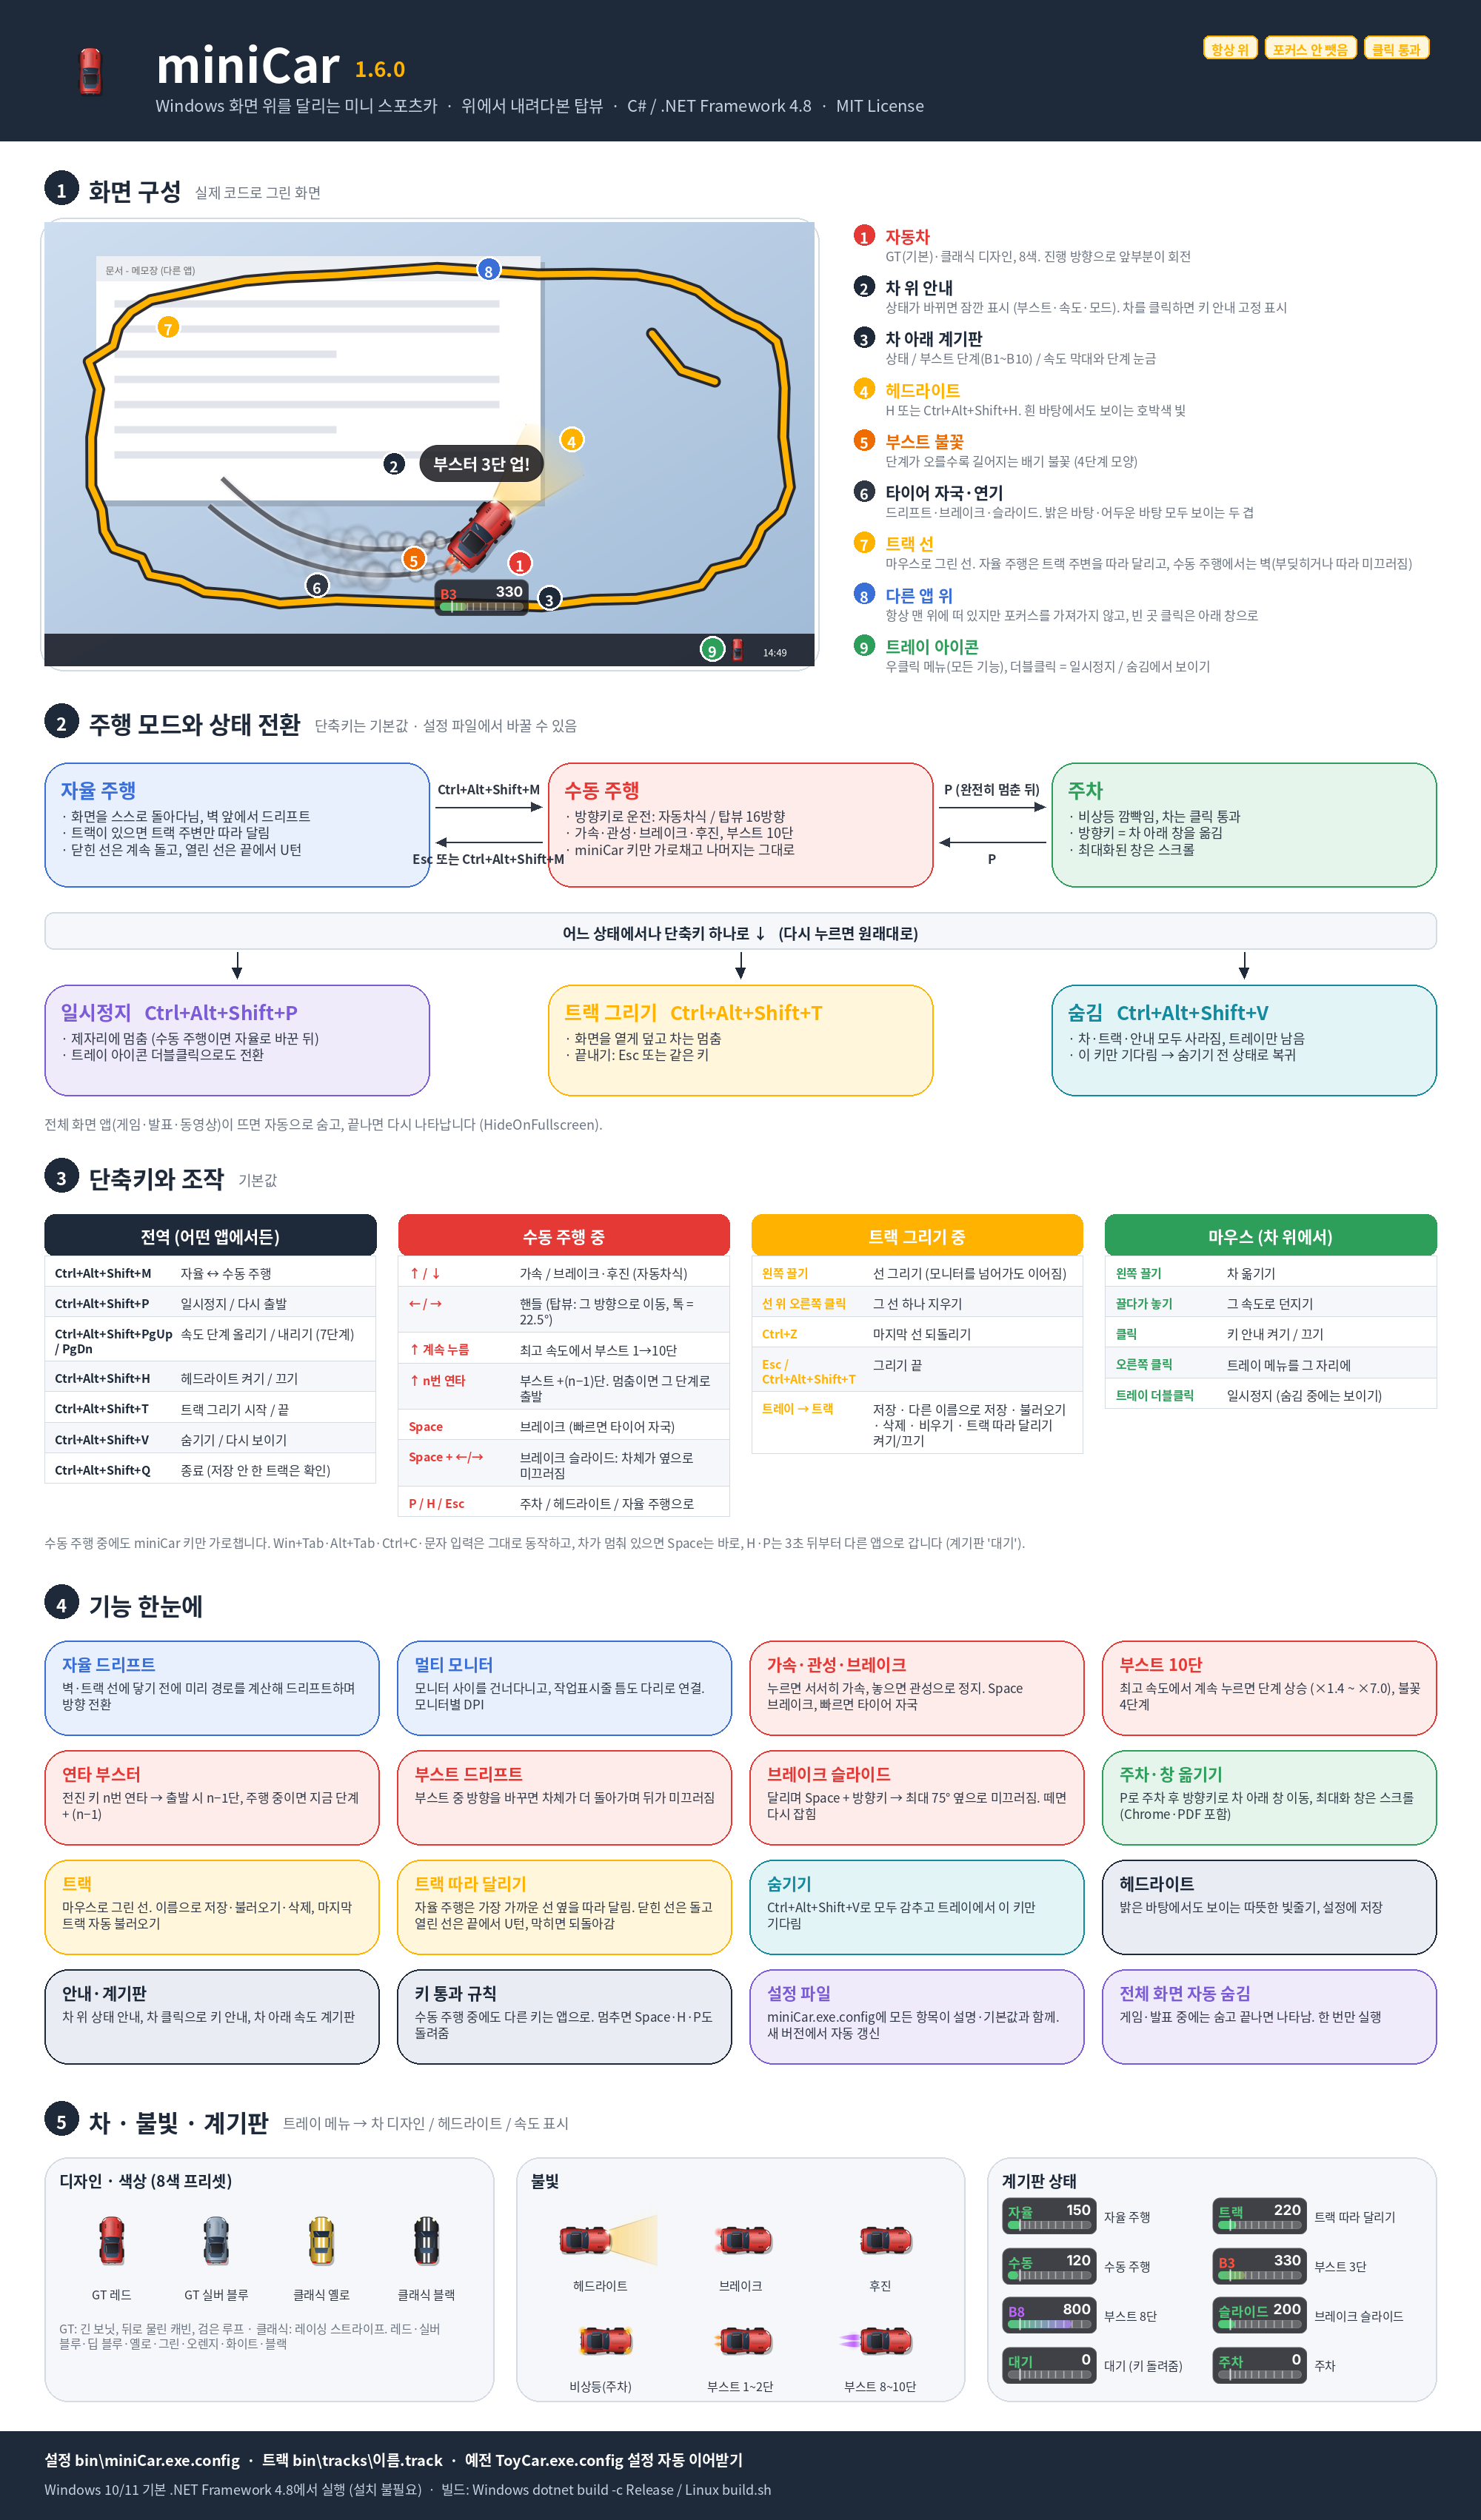 miniCar 1.6.0
항상 위
포커스 안 뺏음
클릭 통과
Windows 화면 위를 달리는 미니 스포츠카 · 위에서 내려다본 탑뷰 · C# / .NET Framework 4.8 · MIT License
1 화면 구성 실제 코드로 그린 화면
문서 - 메모장 (다른 앱)
8
7
4
2
부스터 3단 업!
5
1
6
B3 330
3
9
14:49
1 자동차
GT(기본)·클래식 디자인, 8색. 진행 방향으로 앞부분이 회전
2 차 위 안내
상태가 바뀌면 잠깐 표시 (부스트·속도·모드). 차를 클릭하면 키 안내 고정 표시
3 차 아래 계기판
상태 / 부스트 단계(B1~B10) / 속도 막대와 단계 눈금
4 헤드라이트
H 또는 Ctrl+Alt+Shift+H. 흰 바탕에서도 보이는 호박색 빛
5 부스트 불꽃
단계가 오를수록 길어지는 배기 불꽃 (4단계 모양)
6 타이어 자국·연기
드리프트·브레이크·슬라이드. 밝은 바탕·어두운 바탕 모두 보이는 두 겹
7 트랙 선
마우스로 그린 선. 자율 주행은 트랙 주변을 따라 달리고, 수동 주행에서는 벽(부딪히거나 따라 미끄러짐)
8 다른 앱 위
항상 맨 위에 떠 있지만 포커스를 가져가지 않고, 빈 곳 클릭은 아래 창으로
9 트레이 아이콘
우클릭 메뉴(모든 기능), 더블클릭 = 일시정지 / 숨김에서 보이기
2 주행 모드와 상태 전환 단축키는 기본값 · 설정 파일에서 바꿀 수 있음
자율 주행
· 화면을 스스로 돌아다님, 벽 앞에서 드리프트
· 트랙이 있으면 트랙 주변만 따라 달림
· 닫힌 선은 계속 돌고, 열린 선은 끝에서 U턴
Ctrl+Alt+Shift+M
Esc 또는 Ctrl+Alt+Shift+M
수동 주행
· 방향키로 운전: 자동차식 / 탑뷰 16방향
· 가속·관성·브레이크·후진, 부스트 10단
· miniCar 키만 가로채고 나머지는 그대로
P (완전히 멈춘 뒤)
P
주차
· 비상등 깜빡임, 차는 클릭 통과
· 방향키 = 차 아래 창을 옮김
· 최대화된 창은 스크롤
어느 상태에서나 단축키 하나로 ↓ (다시 누르면 원래대로)
일시정지 Ctrl+Alt+Shift+P
· 제자리에 멈춤 (수동 주행이면 자율로 바꾼 뒤)
· 트레이 아이콘 더블클릭으로도 전환
트랙 그리기 Ctrl+Alt+Shift+T
· 화면을 옅게 덮고 차는 멈춤
· 끝내기: Esc 또는 같은 키
숨김 Ctrl+Alt+Shift+V
· 차·트랙·안내 모두 사라짐, 트레이만 남음
· 이 키만 기다림 → 숨기기 전 상태로 복귀
전체 화면 앱(게임·발표·동영상)이 뜨면 자동으로 숨고, 끝나면 다시 나타납니다 (HideOnFullscreen).
3 단축키와 조작 기본값
전역 (어떤 앱에서든)
Ctrl+Alt+Shift+M 자율 ↔ 수동 주행
Ctrl+Alt+Shift+P 일시정지 / 다시 출발
Ctrl+Alt+Shift+PgUp 속도 단계 올리기 / 내리기 (7단계)
/ PgDn
Ctrl+Alt+Shift+H 헤드라이트 켜기 / 끄기
Ctrl+Alt+Shift+T 트랙 그리기 시작 / 끝
Ctrl+Alt+Shift+V 숨기기 / 다시 보이기
Ctrl+Alt+Shift+Q 종료 (저장 안 한 트랙은 확인)
수동 주행 중
↑ / ↓ 가속 / 브레이크·후진 (자동차식)
← / → 핸들 (탑뷰: 그 방향으로 이동, 톡 =
22.5°)
↑ 계속 누름 최고 속도에서 부스트 1→10단
↑ n번 연타 부스트 +(n−1)단. 멈춤이면 그 단계로
출발
Space 브레이크 (빠르면 타이어 자국)
Space + ←/→ 브레이크 슬라이드: 차체가 옆으로
미끄러짐
P / H / Esc 주차 / 헤드라이트 / 자율 주행으로
트랙 그리기 중
왼쪽 끌기 선 그리기 (모니터를 넘어가도 이어짐)
선 위 오른쪽 클릭 그 선 하나 지우기
Ctrl+Z 마지막 선 되돌리기
Esc / 그리기 끝
Ctrl+Alt+Shift+T
트레이 → 트랙 저장 · 다른 이름으로 저장 · 불러오기
· 삭제 · 비우기 · 트랙 따라 달리기
켜기/끄기
마우스 (차 위에서)
왼쪽 끌기 차 옮기기
끌다가 놓기 그 속도로 던지기
클릭 키 안내 켜기 / 끄기
오른쪽 클릭 트레이 메뉴를 그 자리에
트레이 더블클릭 일시정지 (숨김 중에는 보이기)
수동 주행 중에도 miniCar 키만 가로챕니다. Win+Tab·Alt+Tab·Ctrl+C·문자 입력은 그대로 동작하고, 차가 멈춰 있으면 Space는 바로, H·P는 3초 뒤부터 다른 앱으로 갑니다 (계기판 '대기').
4 기능 한눈에
자율 드리프트
벽·트랙 선에 닿기 전에 미리 경로를 계산해 드리프트하며
방향 전환
멀티 모니터
모니터 사이를 건너다니고, 작업표시줄 틈도 다리로 연결.
모니터별 DPI
가속·관성·브레이크
누르면 서서히 가속, 놓으면 관성으로 정지. Space
브레이크, 빠르면 타이어 자국
부스트 10단
최고 속도에서 계속 누르면 단계 상승 (×1.4 ~ ×7.0), 불꽃
4단계
연타 부스터
전진 키 n번 연타 → 출발 시 n−1단, 주행 중이면 지금 단계
+ (n−1)
부스트 드리프트
부스트 중 방향을 바꾸면 차체가 더 돌아가며 뒤가 미끄러짐
브레이크 슬라이드
달리며 Space + 방향키 → 최대 75° 옆으로 미끄러짐. 떼면
다시 잡힘
주차·창 옮기기
P로 주차 후 방향키로 차 아래 창 이동, 최대화 창은 스크롤
(Chrome·PDF 포함)
트랙
마우스로 그린 선. 이름으로 저장·불러오기·삭제, 마지막
트랙 자동 불러오기
트랙 따라 달리기
자율 주행은 가장 가까운 선 옆을 따라 달림. 닫힌 선은 돌고
열린 선은 끝에서 U턴, 막히면 되돌아감
숨기기
Ctrl+Alt+Shift+V로 모두 감추고 트레이에서 이 키만
기다림
헤드라이트
밝은 바탕에서도 보이는 따뜻한 빛줄기, 설정에 저장
안내·계기판
차 위 상태 안내, 차 클릭으로 키 안내, 차 아래 속도 계기판
키 통과 규칙
수동 주행 중에도 다른 키는 앱으로. 멈추면 Space·H·P도
돌려줌
설정 파일
miniCar.exe.config에 모든 항목이 설명·기본값과 함께.
새 버전에서 자동 갱신
전체 화면 자동 숨김
게임·발표 중에는 숨고 끝나면 나타남. 한 번만 실행
5 차 · 불빛 · 계기판 트레이 메뉴 → 차 디자인 / 헤드라이트 / 속도 표시
디자인 · 색상 (8색 프리셋)
GT 레드
GT 실버 블루
클래식 옐로
클래식 블랙
GT: 긴 보닛, 뒤로 물린 캐빈, 검은 루프 · 클래식: 레이싱 스트라이프. 레드·실버
블루·딥 블루·옐로·그린·오렌지·화이트·블랙
불빛
헤드라이트
브레이크
후진
비상등(주차)
부스트 1~2단
부스트 8~10단
계기판 상태
자율 150 자율 주행
트랙 220 트랙 따라 달리기
수동 120 수동 주행
B3 330 부스트 3단
B8 800 부스트 8단
슬라이드 200 브레이크 슬라이드
대기 0 대기 (키 돌려줌)
주차 0 주차
설정 bin\miniCar.exe.config · 트랙 bin\tracks\이름.track · 예전 ToyCar.exe.config 설정 자동 이어받기
Windows 10/11 기본 .NET Framework 4.8에서 실행 (설치 불필요) · 빌드: Windows dotnet build -c Release / Linux build.sh